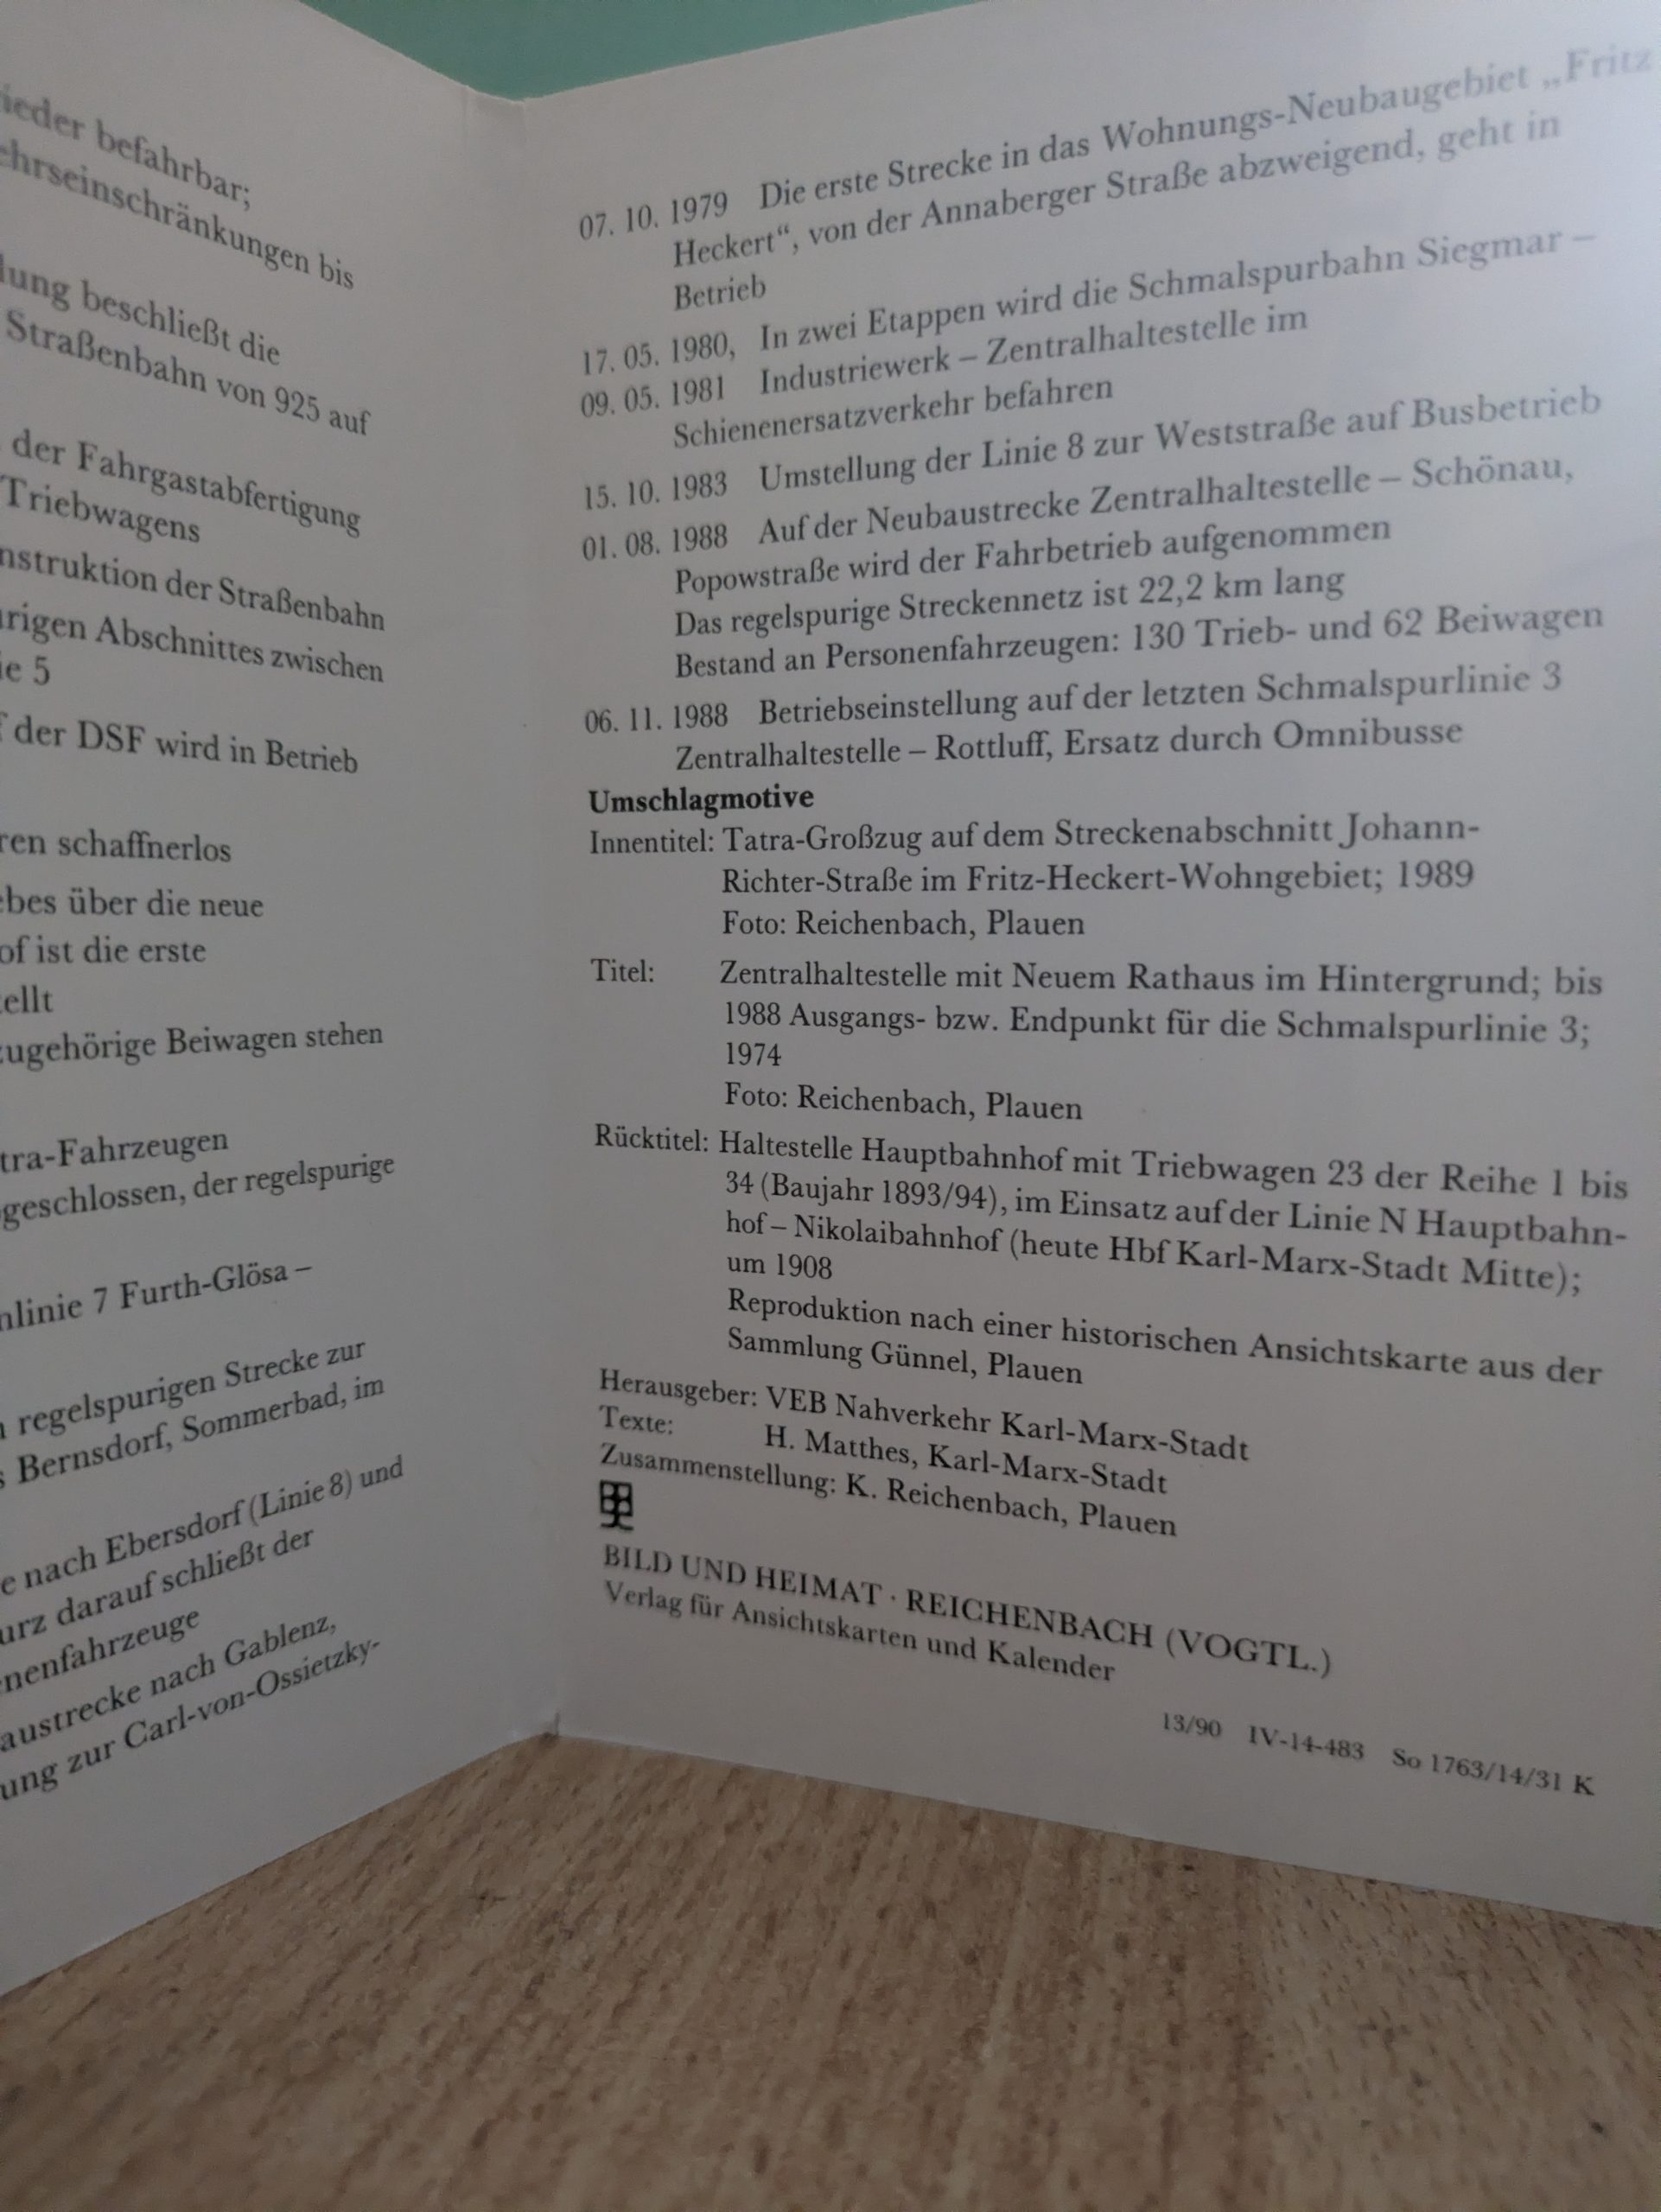 ieder befahrbar;
ehrseinschränkungen bis
lung beschließt die
Straßenbahn von 925 auf
der Fahrgastabfertigung
Triebwagens
nstruktion der Straßenbahn
rigen Abschnittes zwischen
ie 5
der DSF wird in Betrieb
ren schaffnerlos
bes über die neue
of ist die erste
ellt
zugehörige Beiwagen stehen
tra-Fahrzeugen
geschlossen, der regelspurige
nlinie 7 Furth-Glösa –
regelspurigen Strecke zur
s Bernsdorf, Sommerbad, im
e nach Ebersdorf (Linie 8) und
urz darauf schließt der
nenfahrzeuge
austrecke nach Gablenz,
ung zur Carl-von-Ossietzky-
07. 10. 1979 Die erste Strecke in das Wohnungs-Neubaugebiet „Fritz
Heckert“, von der Annaberger Straße abzweigend, geht in
Betrieb
17. 05. 1980, In zwei Etappen wird die Schmalspurbahn Siegmar –
09. 05. 1981 Industriewerk – Zentralhaltestelle im
Schienenersatzverkehr befahren
15. 10. 1983 Umstellung der Linie 8 zur Weststraße auf Busbetrieb
01. 08. 1988 Auf der Neubaustrecke Zentralhaltestelle – Schönau,
Popowstraße wird der Fahrbetrieb aufgenommen
Das regelspurige Streckennetz ist 22,2 km lang
Bestand an Personenfahrzeugen: 130 Trieb- und 62 Beiwagen
06. 11. 1988 Betriebseinstellung auf der letzten Schmalspurlinie 3
Zentralhaltestelle – Rottluff, Ersatz durch Omnibusse
Umschlagmotive
Innentitel: Tatra-Großzug auf dem Streckenabschnitt Johann-
Richter-Straße im Fritz-Heckert-Wohngebiet; 1989
Foto: Reichenbach, Plauen
Titel: Zentralhaltestelle mit Neuem Rathaus im Hintergrund; bis
1988 Ausgangs- bzw. Endpunkt für die Schmalspurlinie 3;
1974
Foto: Reichenbach, Plauen
Rücktitel: Haltestelle Hauptbahnhof mit Triebwagen 23 der Reihe 1 bis
34 (Baujahr 1893/94), im Einsatz auf der Linie N Hauptbahn-
hof – Nikolaibahnhof (heute Hbf Karl-Marx-Stadt Mitte);
um 1908
Reproduktion nach einer historischen Ansichtskarte aus der
Sammlung Günnel, Plauen
Herausgeber: VEB Nahverkehr Karl-Marx-Stadt
Texte: H. Matthes, Karl-Marx-Stadt
Zusammenstellung: K. Reichenbach, Plauen
BILD UND HEIMAT · REICHENBACH (VOGTL.)
Verlag für Ansichtskarten und Kalender
13/90 IV-14-483 So 1763/14/31 K